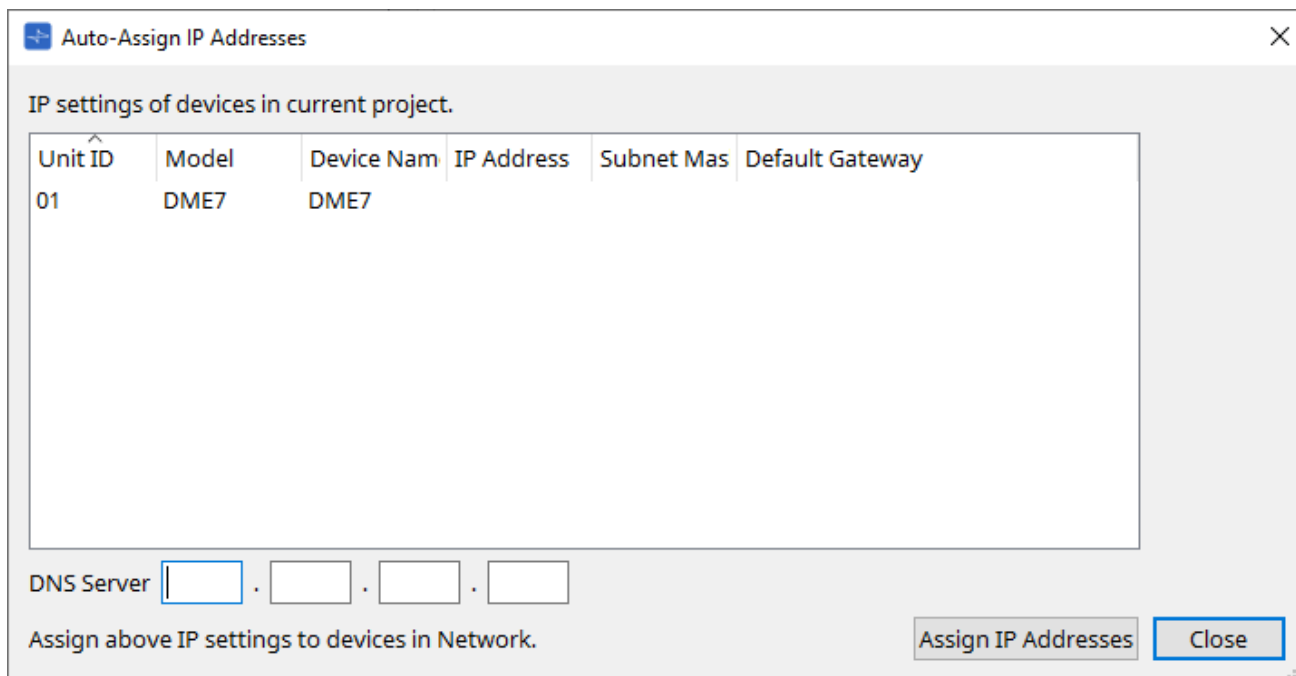 Auto-Assign IP Addresses
IP settings of devices in current project.
Unit ID Model Device Nam IP Address Subnet Mas Default Gateway
01 DME7 DME7
DNS Server . . .
Assign above IP settings to devices in Network. Assign IP Addresses Close